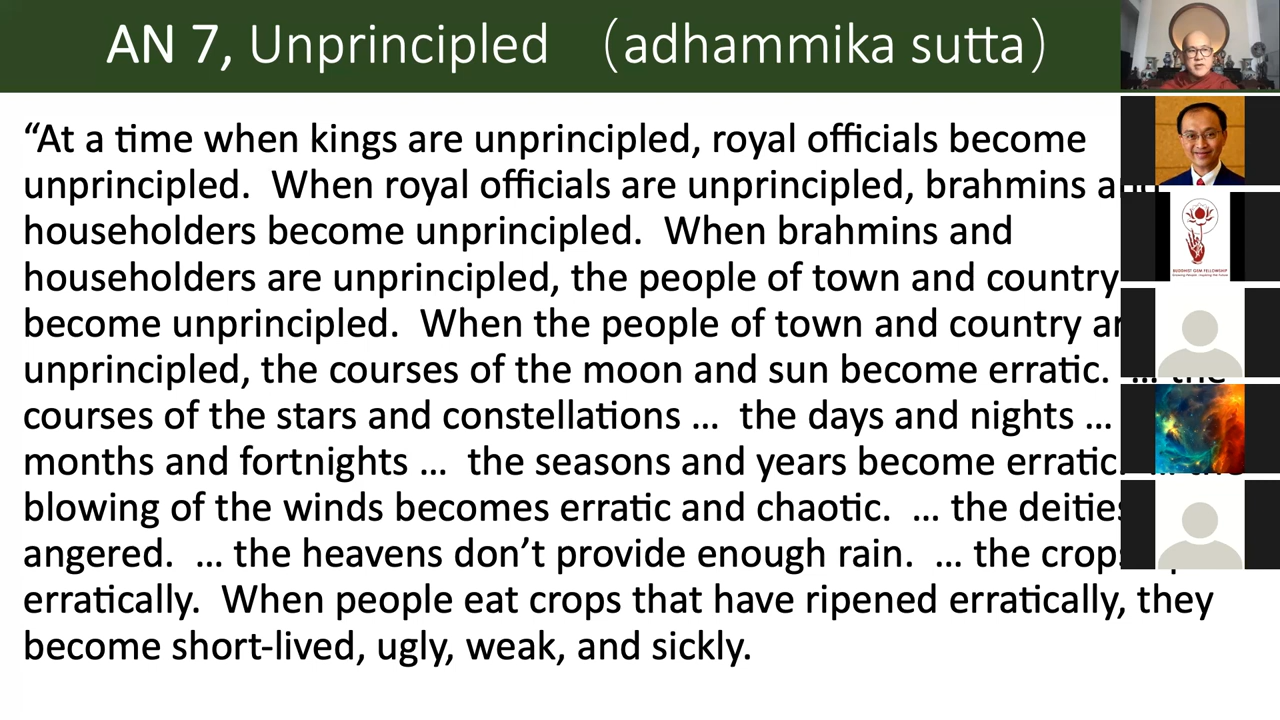 AN 7, Unprincipled （adhammika sutta）
“At a time when kings are unprincipled, royal officials become
unprincipled. When royal officials are unprincipled, brahmins
householders become unprincipled. When brahmins and
householders are unprincipled, the people of town and country
become unprincipled. When the people of town and country
unprincipled, the courses of the moon and sun become erratic. … the
courses of the stars and constellations … the days and nights …
months and fortnights … the seasons and years become erratic.
blowing of the winds becomes erratic and chaotic. … the deities
angered. … the heavens don’t provide enough rain. … the crops
erratically. When people eat crops that have ripened erratically, they
become short-lived, ugly, weak, and sickly.
BUDDHIST GEM FELLOWSHIP